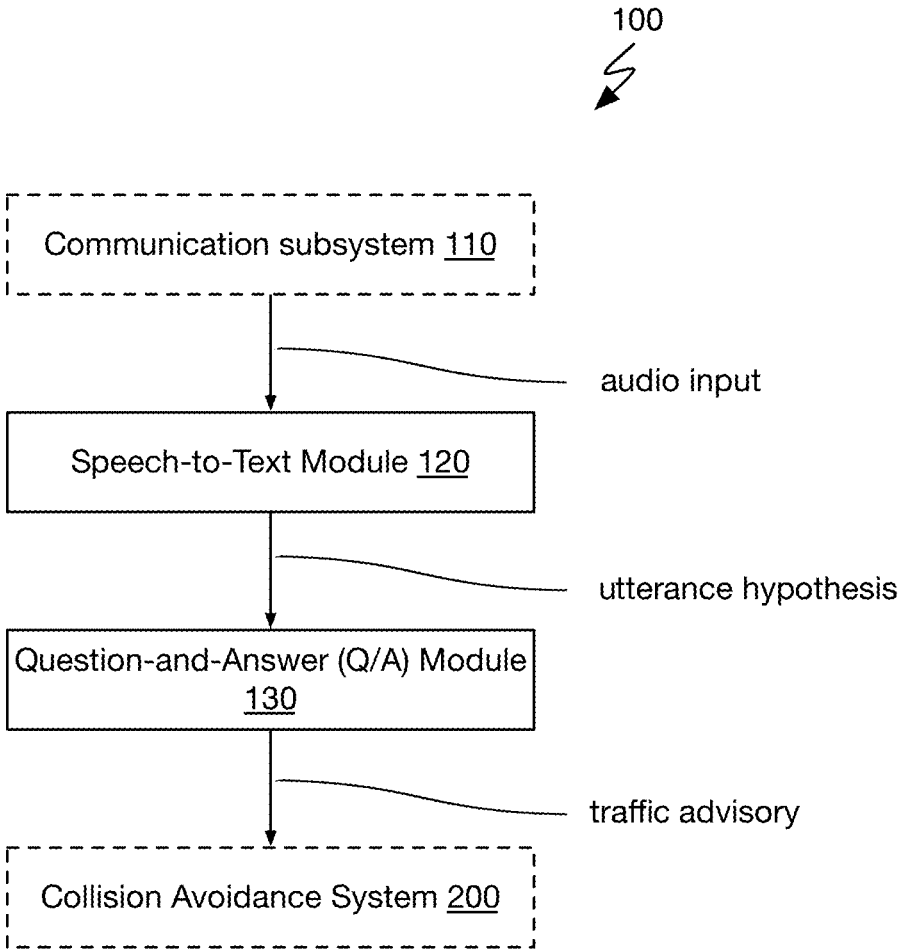 100
Communication subsystem 110
audio input
Speech-to-Text Module 120
utterance hypothesis
Question-and-Answer (Q/A) Module
130
traffic advisory
Collision Avoidance System 200